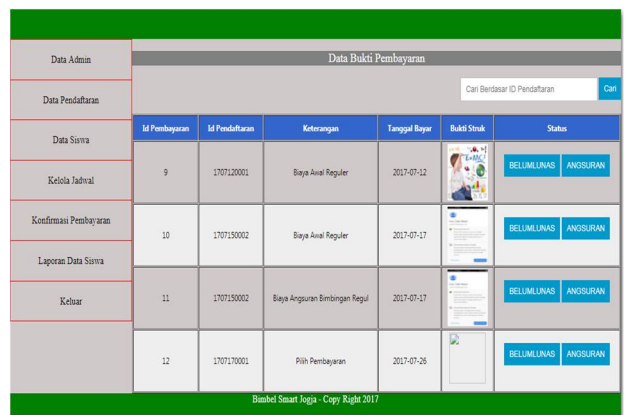 Data Admin
Data Pendaftaran
Data Siswa
Kelola Jadwal
Konfirmasi Pembayaran
Laporan Data Siswa
Keluar
Data Bukti Pembayaran
Cari Berdasar ID Pendaftaran Cari
Id Pembayaran Id Pendaftaran Keterangan Tanggal Bayar Bukti Struk Status
9 1707120001 Biaya Awal Reguler 2017-07-12 BELUMLUNAS ANGSURAN
10 1707150002 Biaya Awal Reguler 2017-07-17 BELUMLUNAS ANGSURAN
11 1707150002 Biaya Angsuran Bimbingan Regul 2017-07-17 BELUMLUNAS ANGSURAN
12 1707170001 Pilih Pembayaran 2017-07-26 BELUMLUNAS ANGSURAN
Bimbel Smart Jogja - Copy Right 2017